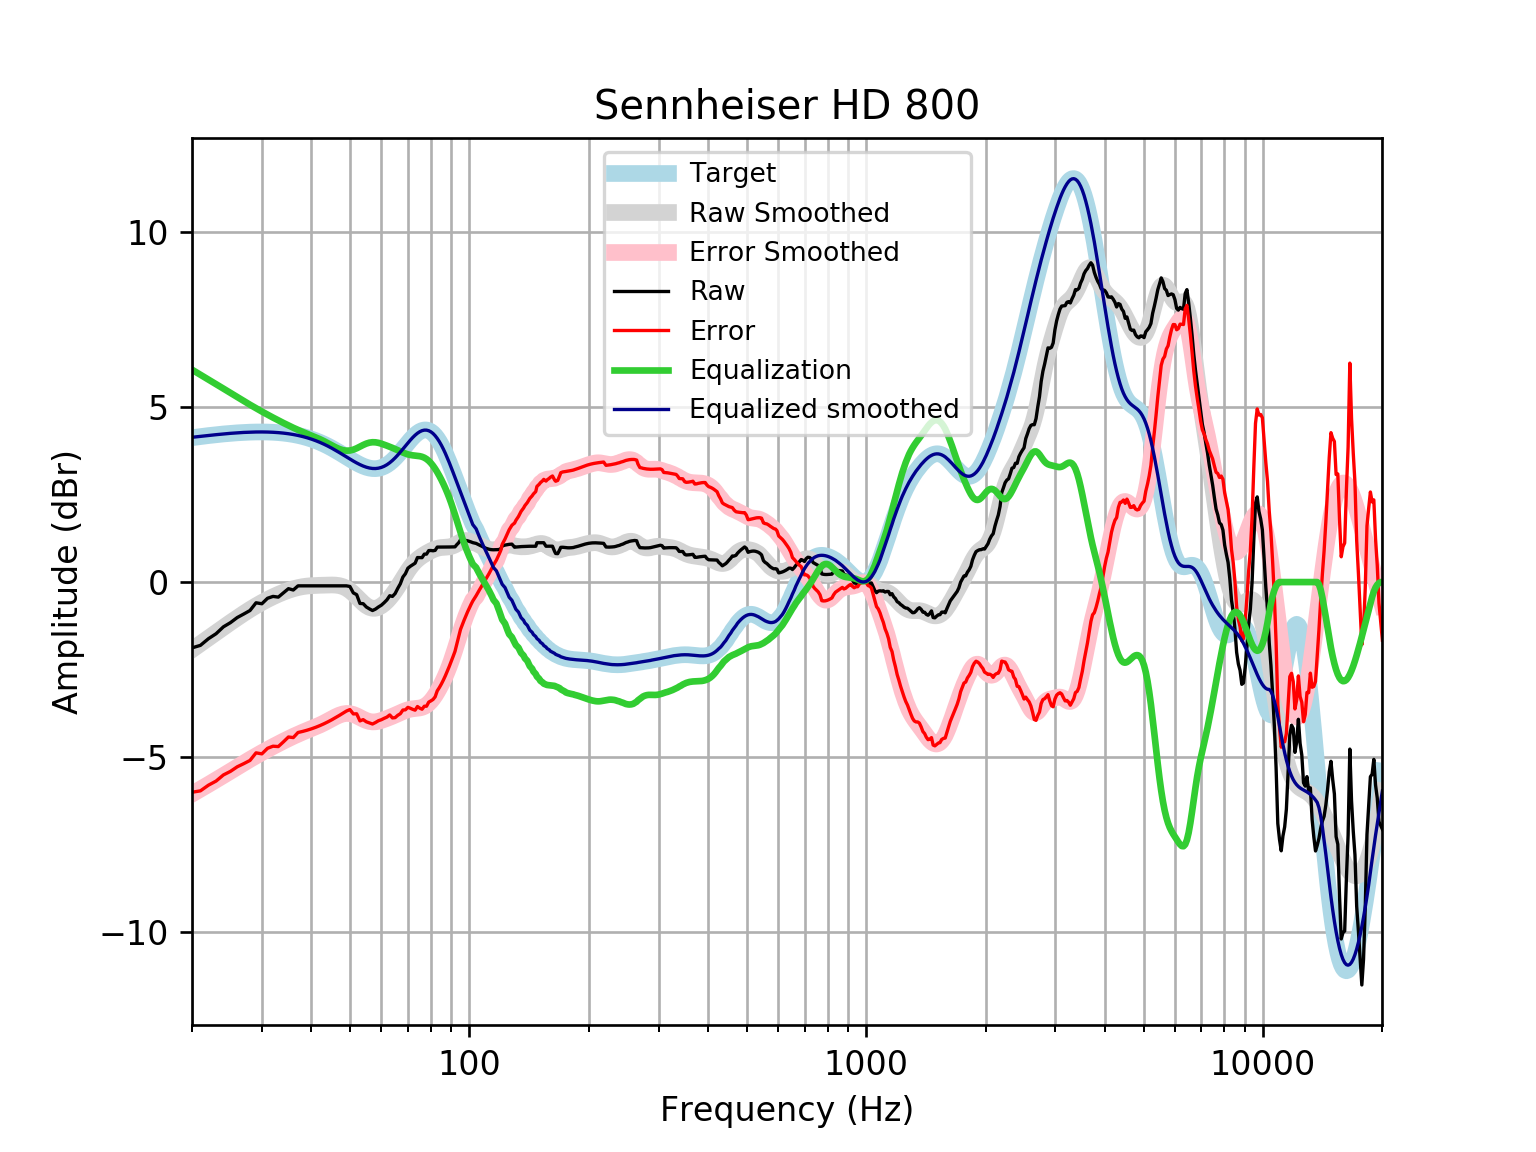 Sennheiser HD 800
Target
Raw Smoothed
Error Smoothed
Raw
Error
Equalization
Equalized smoothed
10
5
0
−5
−10
Amplitude (dBr)
100
1000
10000
Frequency (Hz)